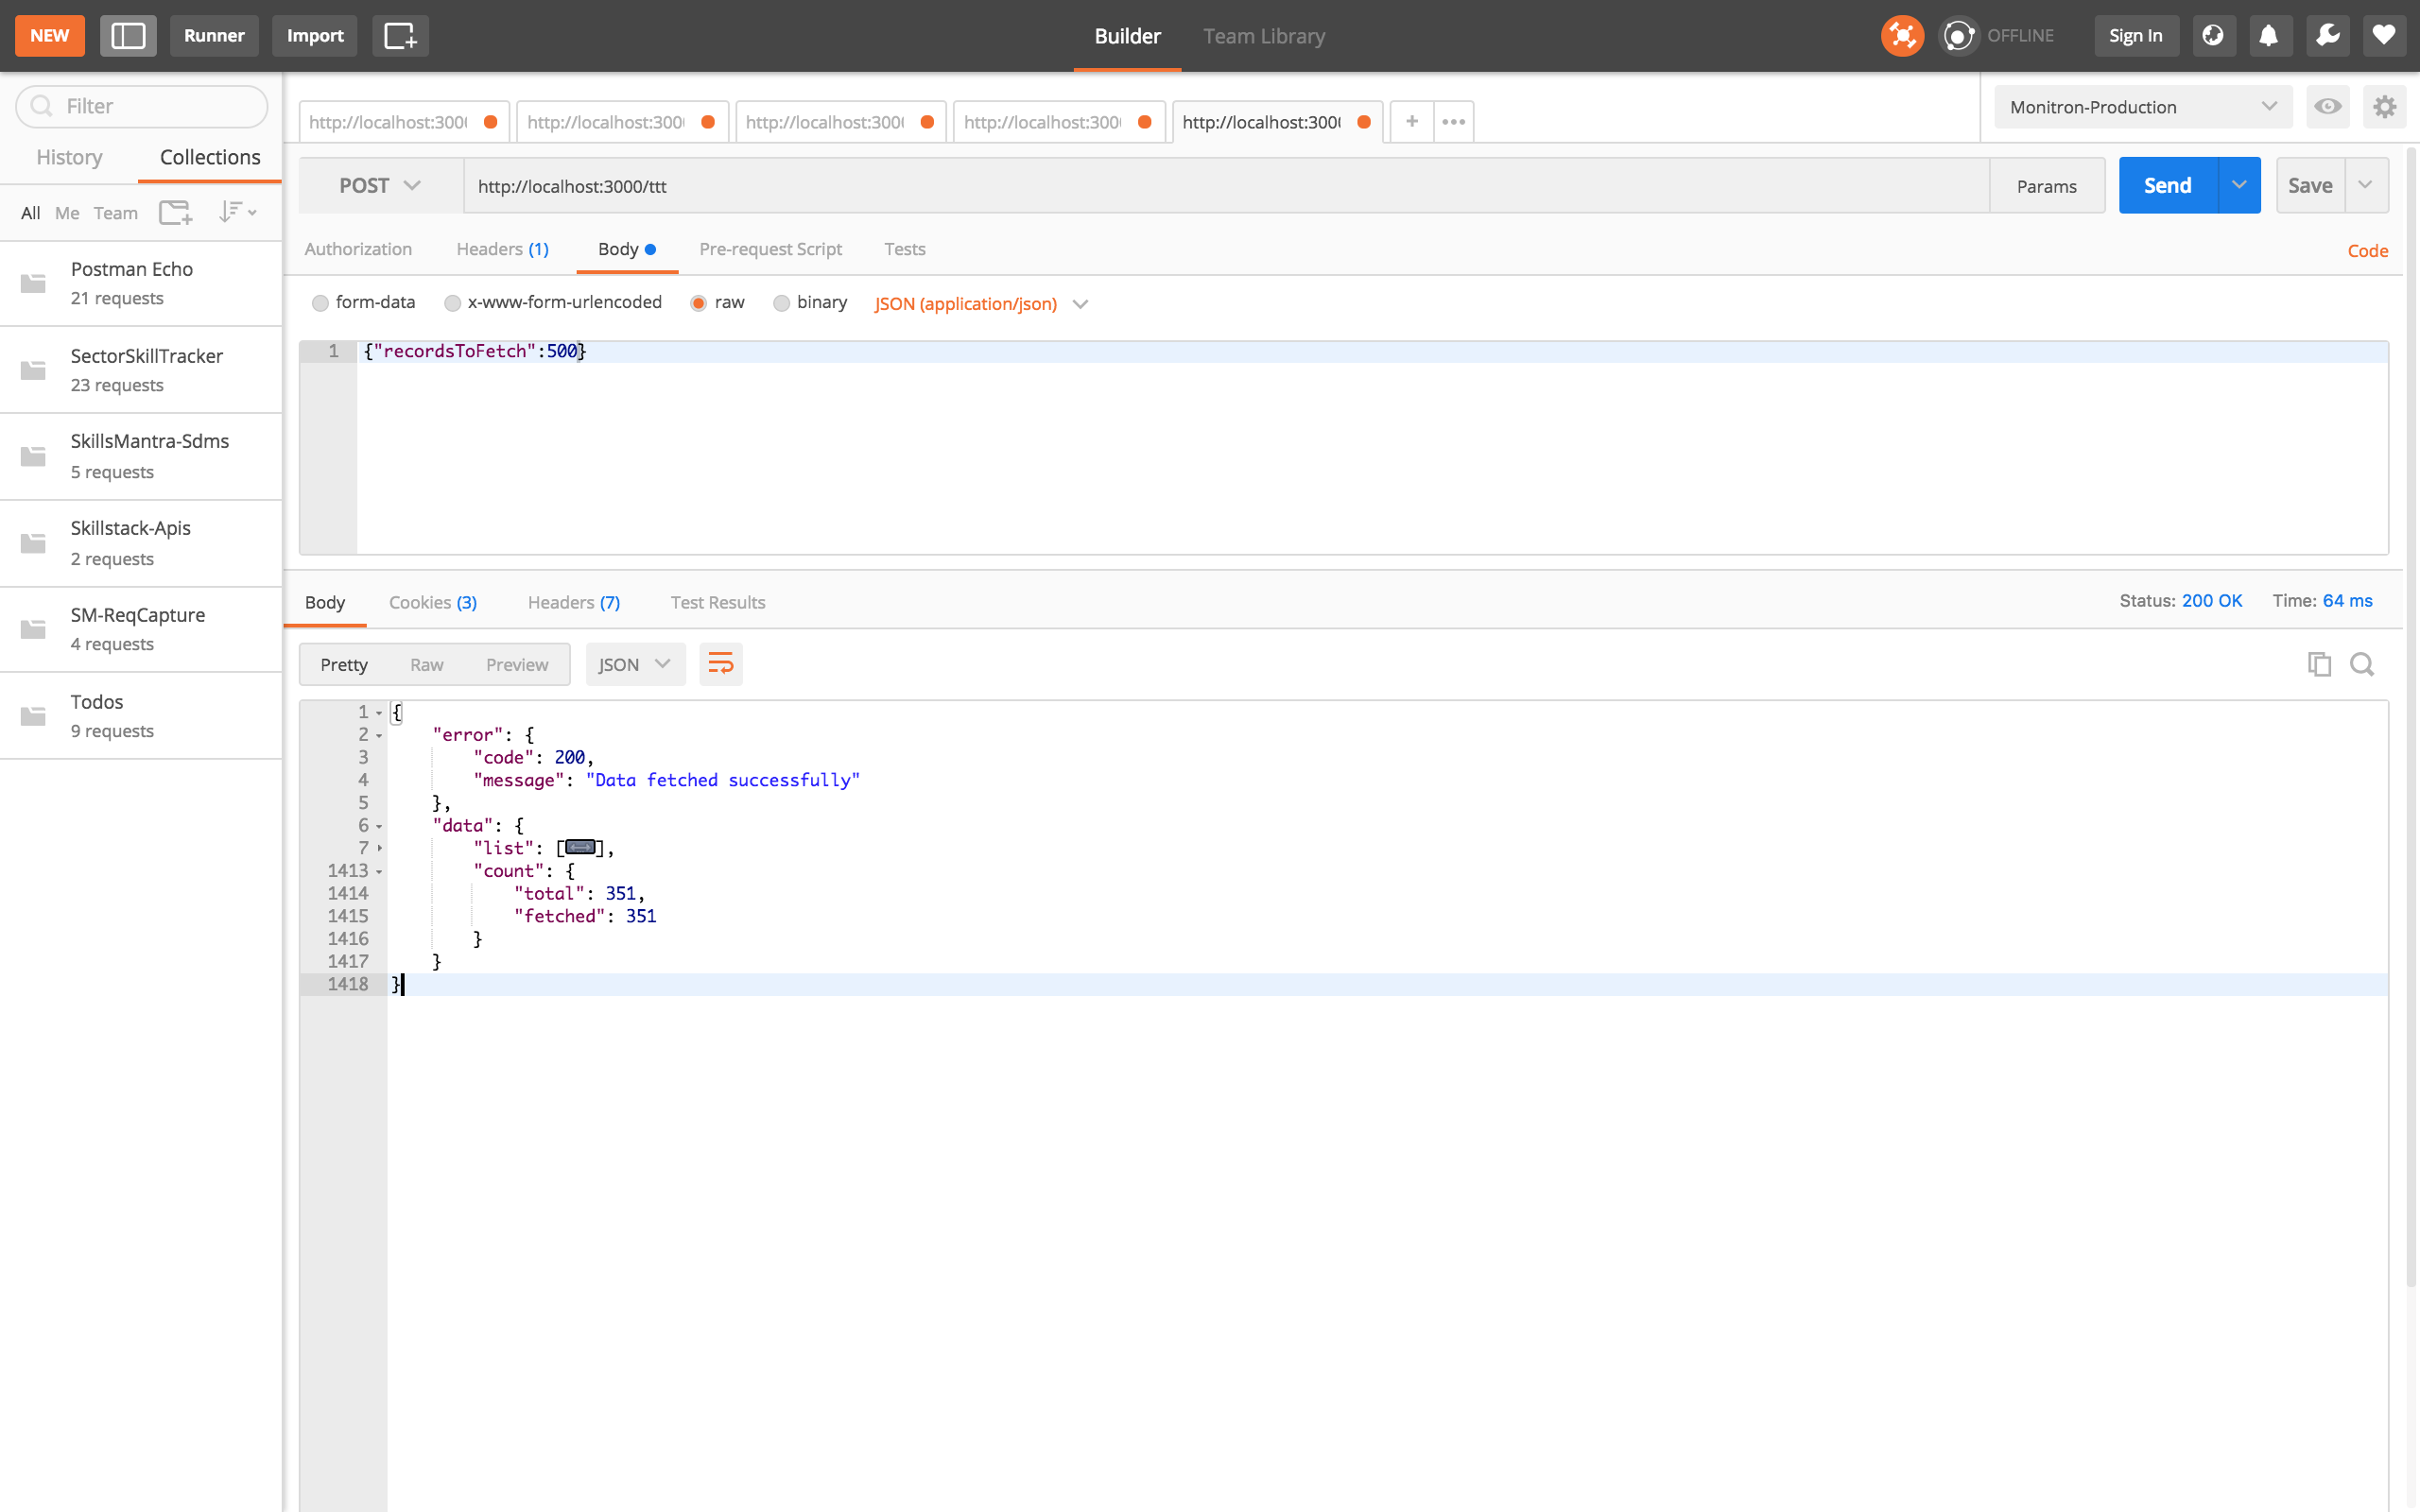 NEW Runner Import Builder Team Library OFFLINE Sign In
Filter
History Collections
All Me Team
Postman Echo
21 requests
SectorSkillTracker
23 requests
SkillsMantra-Sdms
5 requests
Skillstack-Apis
2 requests
SM-ReqCapture
4 requests
Todos
9 requests
http://localhost:300 http://localhost:300 http://localhost:300 http://localhost:300 http://localhost:300 + •••
Monitron-Production
POST http://localhost:3000/ttt Params Send Save
Authorization Headers (1) Body Pre-request Script Tests Code
form-data x-www-form-urlencoded raw binary JSON (application/json)
1 {"recordsToFetch":500}
Body Cookies (3) Headers (7) Test Results Status: 200 OK Time: 64 ms
Pretty Raw Preview JSON
1 {
2 "error": {
3 "code": 200,
4 "message": "Data fetched successfully"
5 },
6 "data": {
7 "list": [],
1413 "count": {
1414 "total": 351,
1415 "fetched": 351
1416 }
1417 }
1418 }